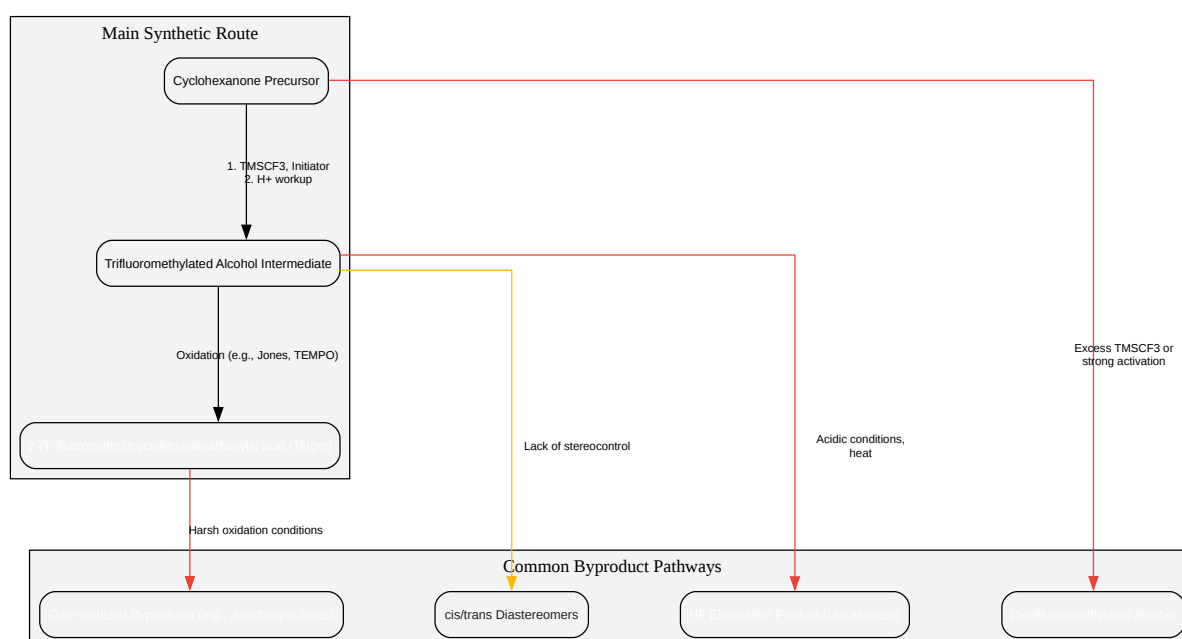 Main Synthetic Route
Cyclohexanone Precursor
1. TMSCF3, Initiator
2. H+ workup
Trifluoromethylated Alcohol Intermediate
Oxidation (e.g., Jones, TEMPO)
Excess TMSCF3 or
strong activation
2-(Trifluoromethyl)cyclohexanecarboxylic acid (Target)
Lack of stereocontrol
Acidic conditions,
heat
Harsh oxidation conditions
Common Byproduct Pathways
Over-oxidized Byproducts (e.g., dicarboxylic acids)
cis/trans Diastereomers
HF Elimination Product (Unsaturated)
Di-trifluoromethylated Alcohol